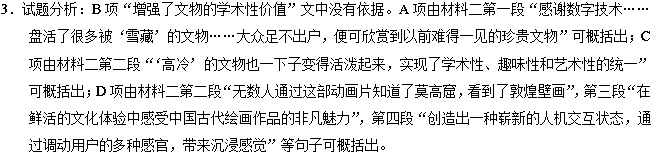 3．试题分析：B 项“增强了文物的学术性价值”文中没有依据。A 项由材料二第一段“感谢数字技术……
盘活了很多被‘雪藏’的文物……大众足不出户，便可欣赏到以前难得一见的珍贵文物”可概括出；C
项由材料二第二段“‘高冷’的文物也一下子变得活泼起来，实现了学术性、趣味性和艺术性的统一”
可概括出；D 项由材料二第二段“无数人通过这部动画片知道了莫高窟，看到了敦煌壁画”，第三段“在
鲜活的文化体验中感受中国古代绘画作品的非凡魅力”，第四段“创造出一种崭新的人机交互状态，通
过调动用户的多种感官，带来沉浸感觉”等句子可概括出。